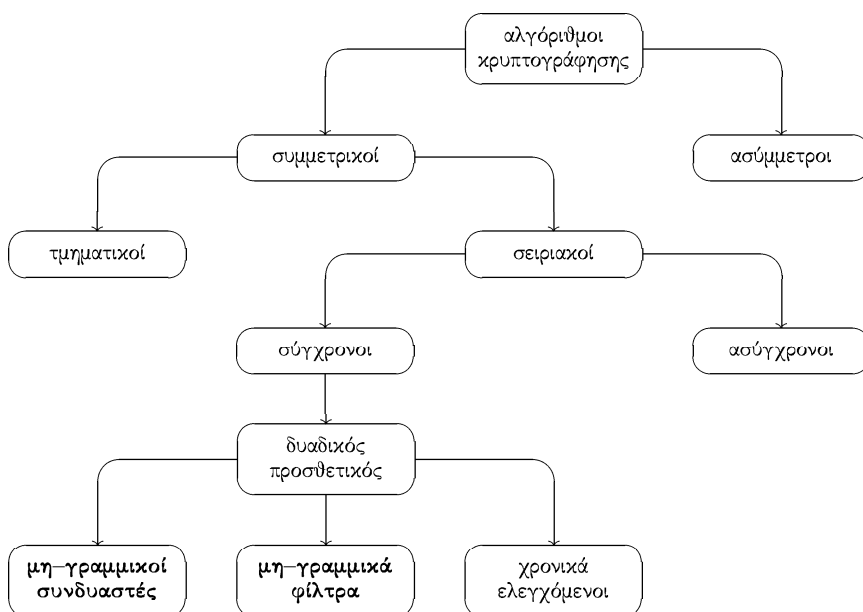 αλγόριθμοι
κρυπτογράφησης
συμμετρικοί
ασύμμετροι
τμηματικοί
σειριακοί
σύγχρονοι
ασύγχρονοι
δυαδικός
προσθετικός
μη–γραμμικοί
συνδυαστές
μη–γραμμικά
φίλτρα
χρονικά
ελεγχόμενοι